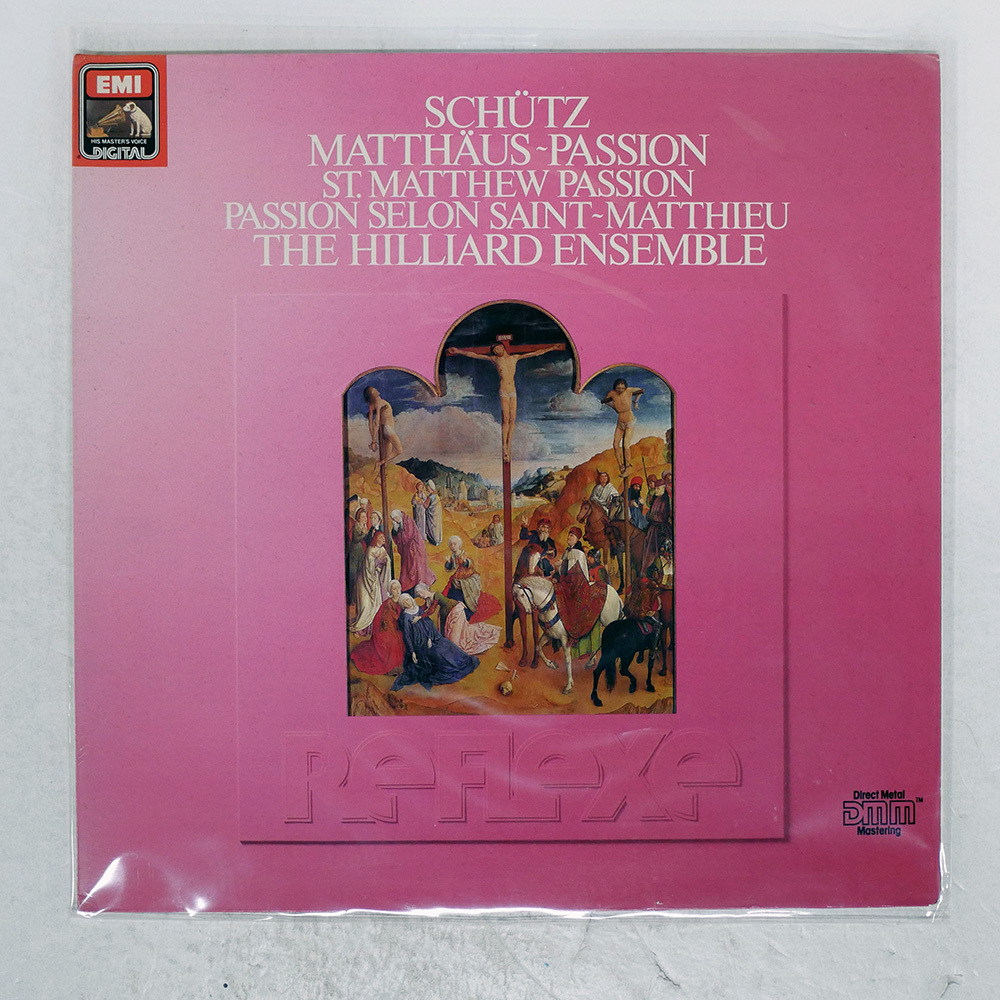 EMI
HIS MASTER'S VOICE
DIGITAL
SCHÜTZ
MATTHÄUS~PASSION
ST. MATTHEW PASSION
PASSION SELON SAINT~MATTHIEU
THE HILLIARD ENSEMBLE
REFLEXE
Direct Metal
DMM™
Mastering